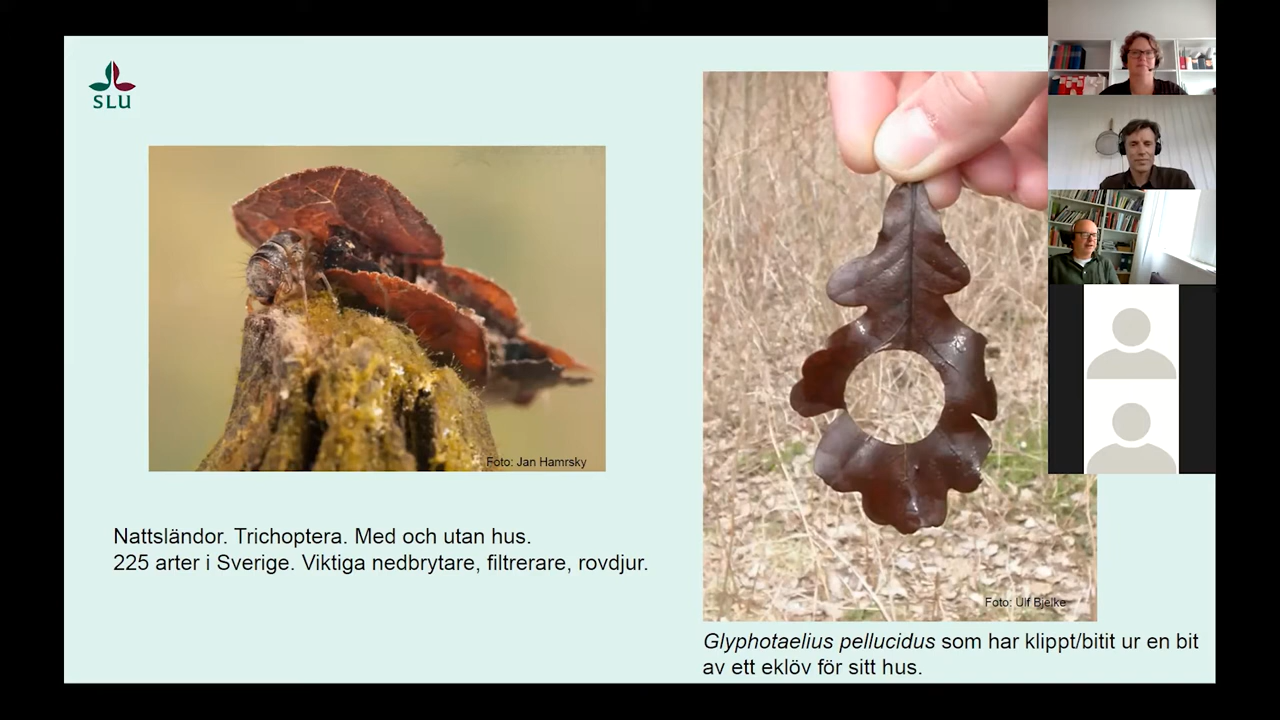 SLU
Foto: Jan Hamrsky
Nattsländor. Trichoptera. Med och utan hus.
225 arter i Sverige. Viktiga nedbrytare, filtrerare, rovdjur.
Foto: Ulf Bjelke
Glyphotaelius pellucidus som har klippt/bitit ur en bit
av ett eklöv för sitt hus.